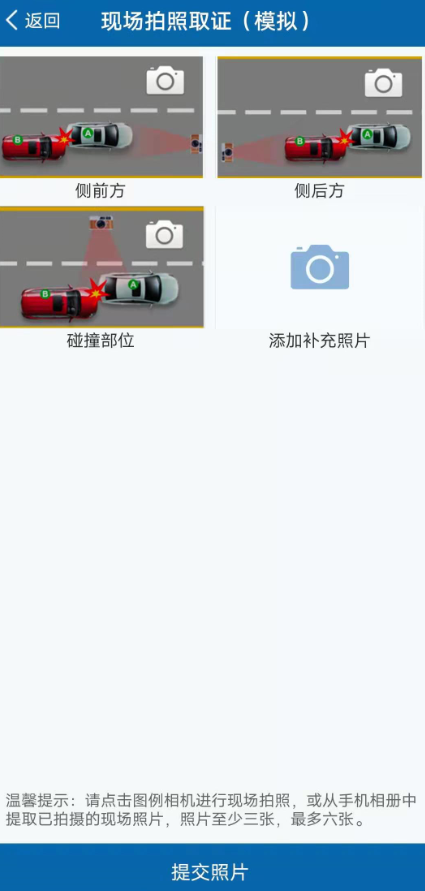 返回
现场拍照取证（模拟）
B
A
B
A
侧前方
侧后方
B
A
碰撞部位
添加补充照片
温馨提示：请点击图例相机进行现场拍照，或从手机相册中
提取已拍摄的现场照片，照片至少三张，最多六张。
提交照片